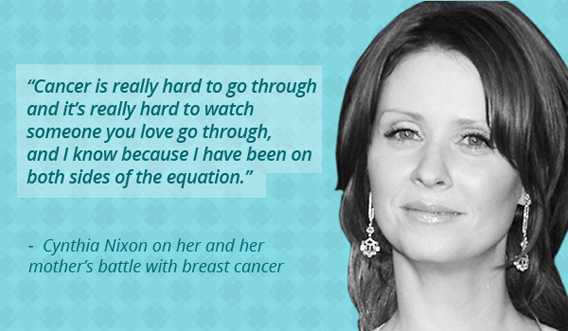 “Cancer is really hard to go through
and it’s really hard to watch
someone you love go through,
and I know because I have been on
both sides of the equation.”
- Cynthia Nixon on her and her
mother’s battle with breast cancer